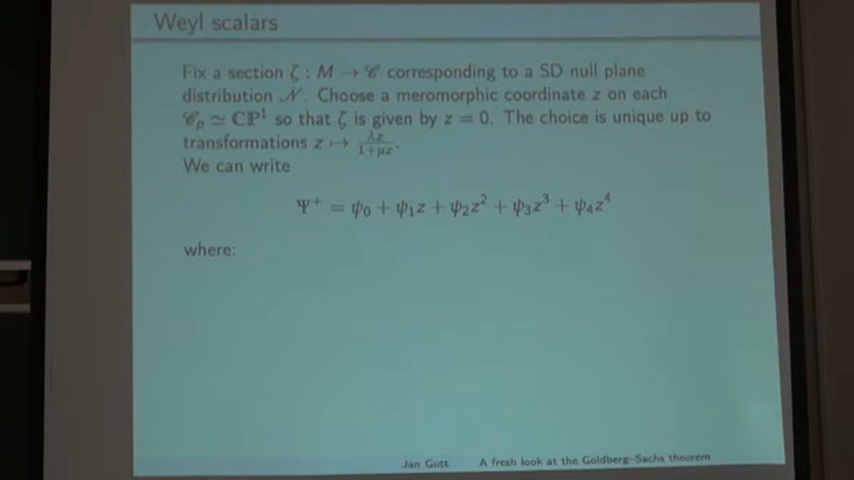 Weyl scalars
Fix a section ζ : M → 𝒞 corresponding to a SD null plane
distribution 𝒩. Choose a meromorphic coordinate z on each
𝒞ₚ ≃ ℂℙ¹ so that ζ is given by z = 0. The choice is unique up to
transformations z ↦ λz/(1+μz).
We can write
Ψ⁺ = ψ₀ + ψ₁z + ψ₂z² + ψ₃z³ + ψ₄z⁴
where:
Jan Gutt A fresh look at the Goldberg–Sachs theorem